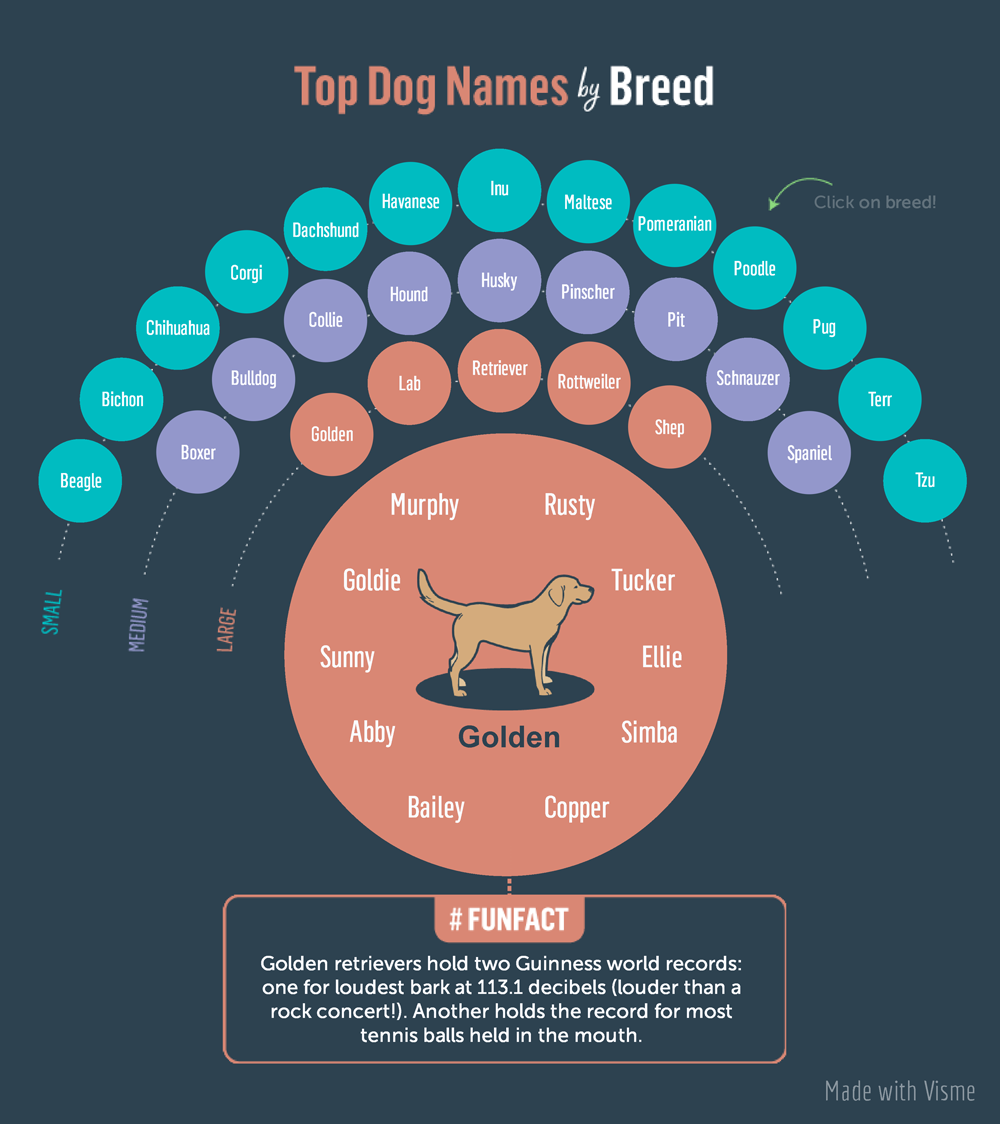 Top Dog Names by Breed
Click on breed!
Beagle
Bichon
Chihuahua
Corgi
Dachshund
Havanese
Inu
Maltese
Pomeranian
Poodle
Pug
Terr
Tzu
Boxer
Bulldog
Collie
Hound
Husky
Pinscher
Pit
Schnauzer
Spaniel
Golden
Lab
Retriever
Rottweiler
Shep
SMALL
MEDIUM
LARGE
Murphy
Rusty
Goldie
Tucker
Sunny
Ellie
Abby
Golden
Simba
Bailey
Copper
# FUNFACT
Golden retrievers hold two Guinness world records:
one for loudest bark at 113.1 decibels (louder than a
rock concert!). Another holds the record for most
tennis balls held in the mouth.
Made with Visme